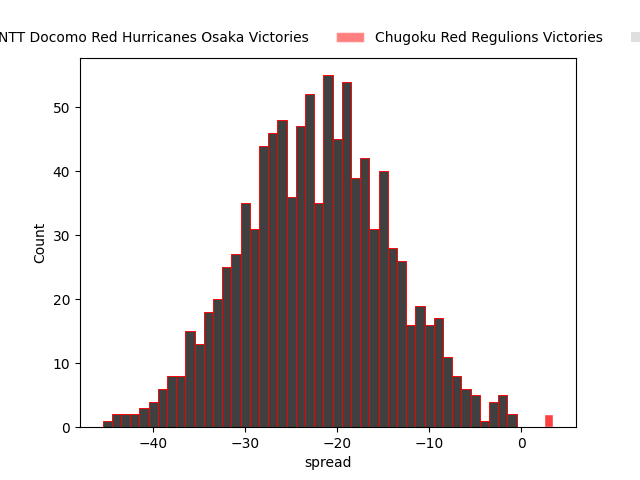 NTT Docomo Red Hurricanes Osaka Victories Chugoku Red Regulions Victories
50
40
30
20
10
0
Count
−40 −30 −20 −10 0
spread